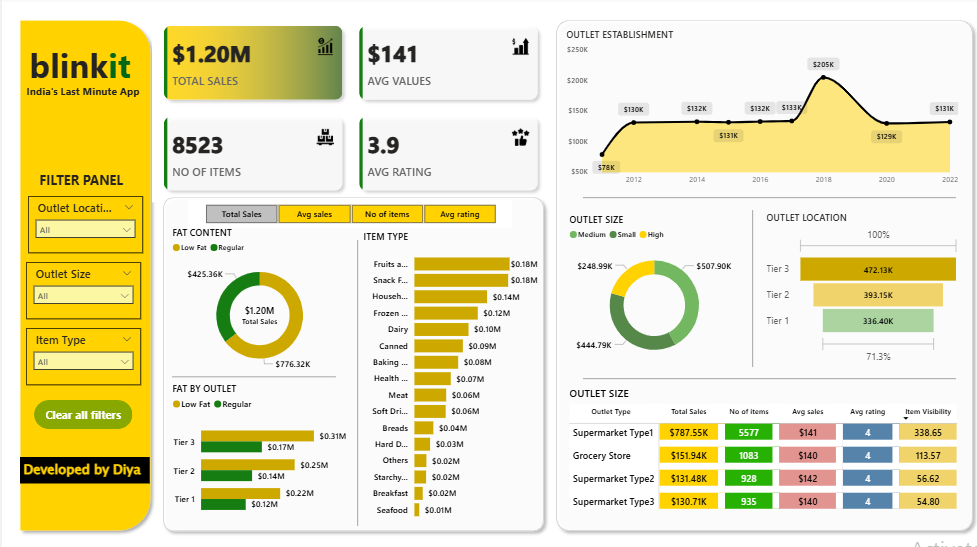 blinkit
India's Last Minute App
FILTER PANEL
Outlet Locati...
All
Outlet Size
All
Item Type
All
Clear all filters
Developed by Diya
$1.20M
TOTAL SALES
$141
AVG VALUES
8523
NO OF ITEMS
3.9
AVG RATING
Total Sales Avg sales No of items Avg rating
FAT CONTENT
Low Fat Regular
$425.36K
$1.20M
Total Sales
$776.32K
FAT BY OUTLET
Low Fat Regular
Tier 3 $0.31M
$0.17M
Tier 2 $0.25M
$0.14M
Tier 1 $0.22M
$0.12M
ITEM TYPE
Fruits a... $0.18M
Snack F... $0.18M
Househ... $0.14M
Frozen ... $0.12M
Dairy $0.10M
Canned $0.09M
Baking ... $0.08M
Health ... $0.07M
Meat $0.06M
Soft Dri... $0.06M
Breads $0.04M
Hard D... $0.03M
Others $0.02M
Starchy... $0.02M
Breakfast $0.02M
Seafood $0.01M
OUTLET ESTABLISHMENT
$250K
$200K
$150K
$100K
$50K
$78K $130K $132K $131K $132K $133K $205K $129K $131K
2012 2014 2016 2018 2020 2022
OUTLET SIZE
Medium Small High
$248.99K $507.90K
$444.79K
OUTLET LOCATION
100%
Tier 3 472.13K
Tier 2 393.15K
Tier 1 336.40K
71.3%
OUTLET SIZE
Outlet Type Total Sales No of items Avg sales Avg rating Item Visibility
Supermarket Type1 $787.55K 5577 $141 4 338.65
Grocery Store $151.94K 1083 $140 4 113.57
Supermarket Type2 $131.48K 928 $142 4 56.62
Supermarket Type3 $130.71K 935 $140 4 54.80